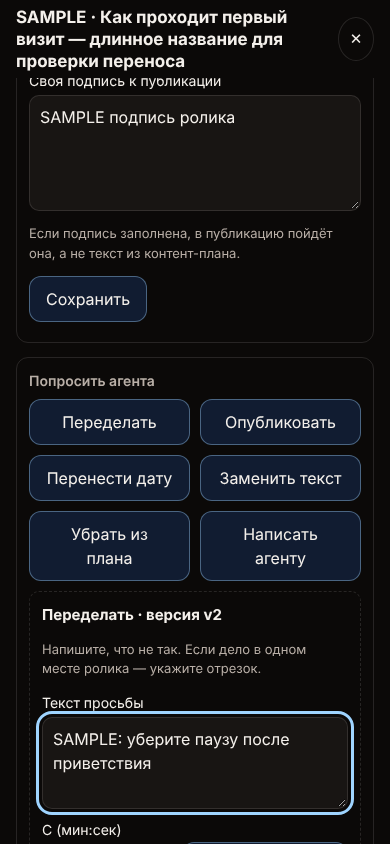 SAMPLE · Как проходит первый
визит — длинное название для
проверки переноса
×
Своя подпись к публикации
SAMPLE подпись ролика
Если подпись заполнена, в публикацию пойдёт
она, а не текст из контент-плана.
Сохранить
Попросить агента
Переделать
Опубликовать
Перенести дату
Заменить текст
Убрать из
плана
Написать
агенту
Переделать · версия v2
Напишите, что не так. Если дело в одном
месте ролика — укажите отрезок.
Текст просьбы
SAMPLE: уберите паузу после
приветствия
С (мин:сек)